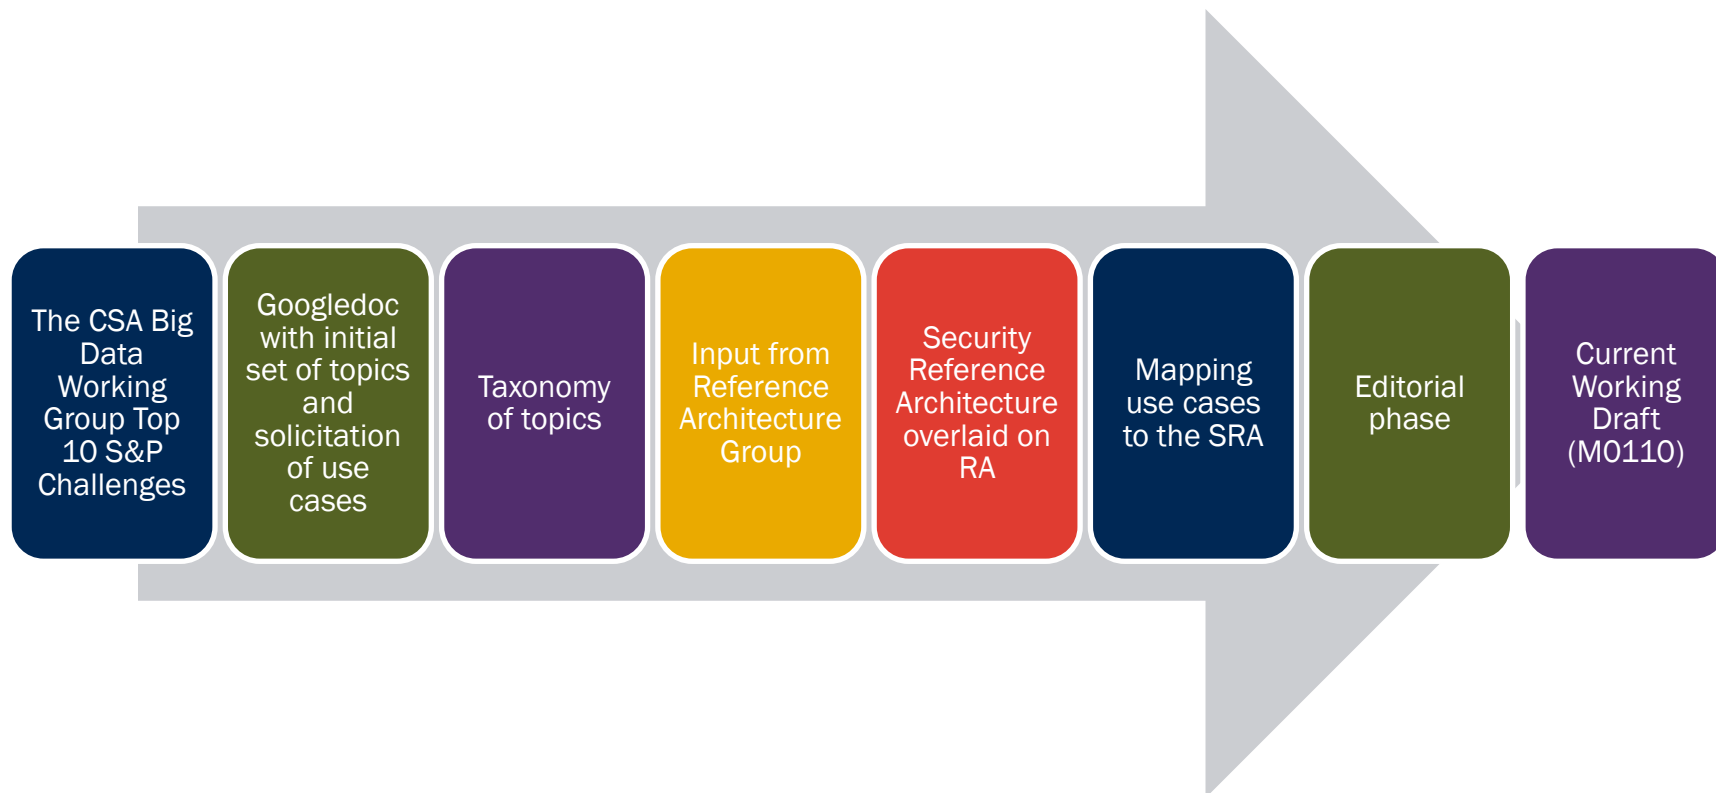 The CSA Big
Data
Working
Group Top
10 S&P
Challenges
Googledoc
with initial
set of topics
and
solicitation
of use
cases
Taxonomy
of topics
Input from
Reference
Architecture
Group
Security
Reference
Architecture
overlaid on
RA
Mapping
use cases
to the SRA
Editorial
phase
Current
Working
Draft
(M0110)